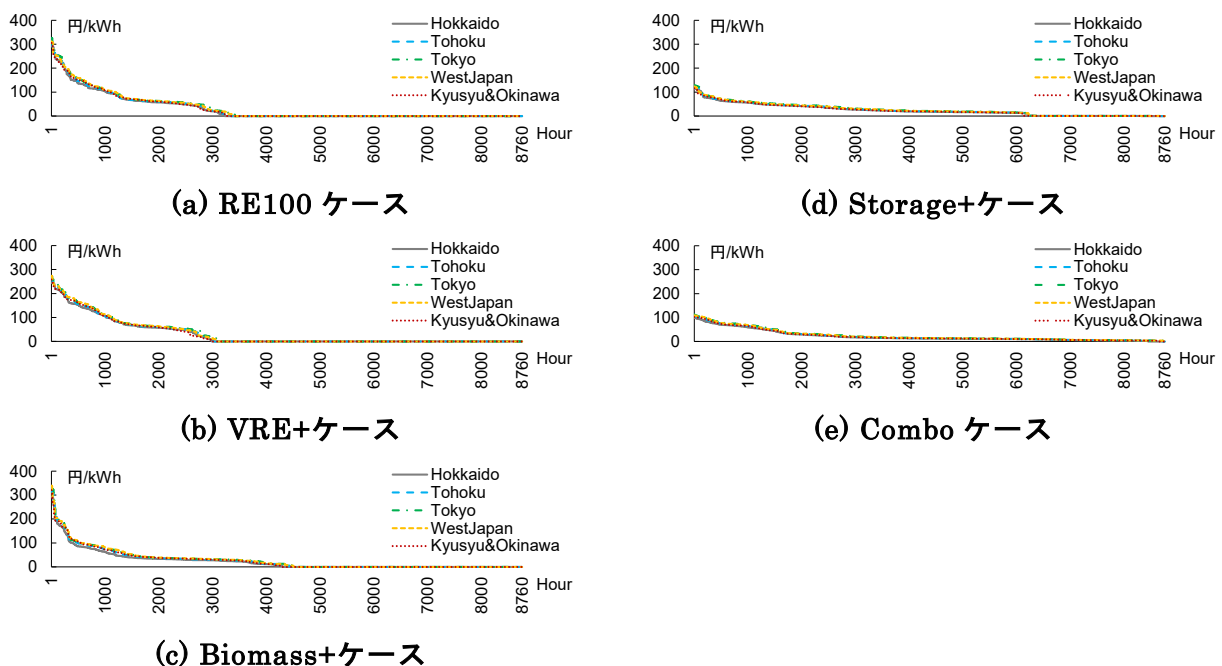 400
300
200
100
0
円/kWh
Hokkaido
Tohoku
Tokyo
WestJapan
Kyusyu&Okinawa
1
1000
2000
3000
4000
5000
6000
7000
8000
8760
Hour
(a) RE100 ケース
400
300
200
100
0
円/kWh
Hokkaido
Tohoku
Tokyo
WestJapan
Kyusyu&Okinawa
1
1000
2000
3000
4000
5000
6000
7000
8000
8760
Hour
(d) Storage+ケース
400
300
200
100
0
円/kWh
Hokkaido
Tohoku
Tokyo
WestJapan
Kyusyu&Okinawa
1
1000
2000
3000
4000
5000
6000
7000
8000
8760
Hour
(b) VRE+ケース
400
300
200
100
0
円/kWh
Hokkaido
Tohoku
Tokyo
WestJapan
Kyusyu&Okinawa
1
1000
2000
3000
4000
5000
6000
7000
8000
8760
Hour
(e) Combo ケース
400
300
200
100
0
円/kWh
Hokkaido
Tohoku
Tokyo
WestJapan
Kyusyu&Okinawa
1
1000
2000
3000
4000
5000
6000
7000
8000
8760
Hour
(c) Biomass+ケース